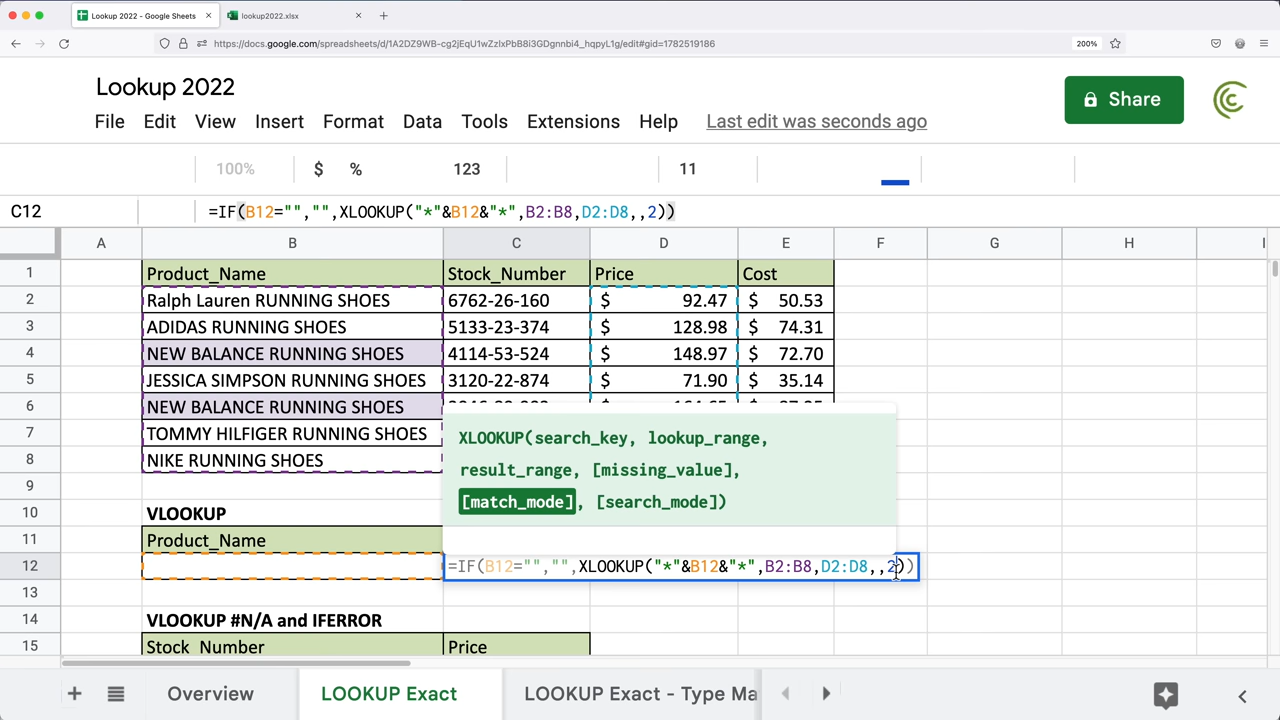 Lookup 2022 - Google Sheets × lookup2022.xlsx × +
https://docs.google.com/spreadsheets/d/1A2DZ9WB-cg2jEqU1wZzlxPbB8i3GDgnnbi4_hqpyL1g/edit#gid=1782519186 200%
Lookup 2022
Share
File Edit View Insert Format Data Tools Extensions Help Last edit was seconds ago
100% $ % 123 11
C12 =IF(B12="","",XLOOKUP("*"&B12&"*",B2:B8,D2:D8,,2))
A B C D E F G H I
1 Product_Name Stock_Number Price Cost
2 Ralph Lauren RUNNING SHOES 6762-26-160 $ 92.47 $ 50.53
3 ADIDAS RUNNING SHOES 5133-23-374 $ 128.98 $ 74.31
4 NEW BALANCE RUNNING SHOES 4114-53-524 $ 148.97 $ 72.70
5 JESSICA SIMPSON RUNNING SHOES 3120-22-874 $ 71.90 $ 35.14
6 NEW BALANCE RUNNING SHOES
7 TOMMY HILFIGER RUNNING SHOES
8 NIKE RUNNING SHOES
XLOOKUP(search_key, lookup_range,
result_range, [missing_value],
[match_mode], [search_mode])
9
10 VLOOKUP
11 Product_Name
12 =IF(B12="","",XLOOKUP("*"&B12&"*",B2:B8,D2:D8,,2))
13
14 VLOOKUP #N/A and IFERROR
15 Stock_Number Price
+ Overview LOOKUP Exact LOOKUP Exact - Type Ma